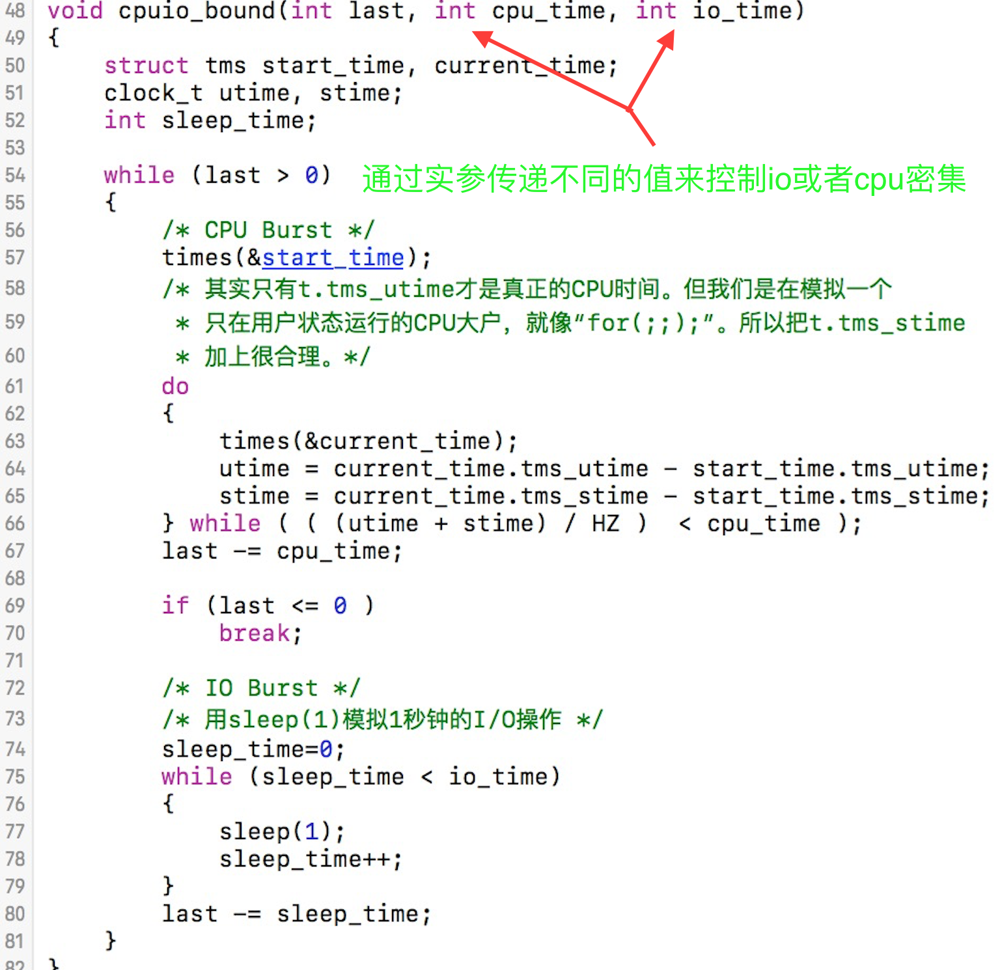 48 void cpuio_bound(int last, int cpu_time, int io_time)
49 {
50 struct tms start_time, current_time;
51 clock_t utime, stime;
52 int sleep_time;
53
54 while (last > 0) 通过实参传递不同的值来控制io或者cpu密集
55 {
56 /* CPU Burst */
57 times(&start_time);
58 /* 其实只有t.tms_utime才是真正的CPU时间。但我们是在模拟一个
59 * 只在用户状态运行的CPU大户，就像“for(;;);”。所以把t.tms_stime
60 * 加上很合理。*/
61 do
62 {
63 times(&current_time);
64 utime = current_time.tms_utime - start_time.tms_utime;
65 stime = current_time.tms_stime - start_time.tms_stime;
66 } while ( ( (utime + stime) / HZ )  < cpu_time );
67 last -= cpu_time;
68
69 if (last <= 0 )
70 break;
71
72 /* IO Burst */
73 /* 用sleep(1)模拟1秒钟的I/O操作 */
74 sleep_time=0;
75 while (sleep_time < io_time)
76 {
77 sleep(1);
78 sleep_time++;
79 }
80 last -= sleep_time;
81 }
82 }